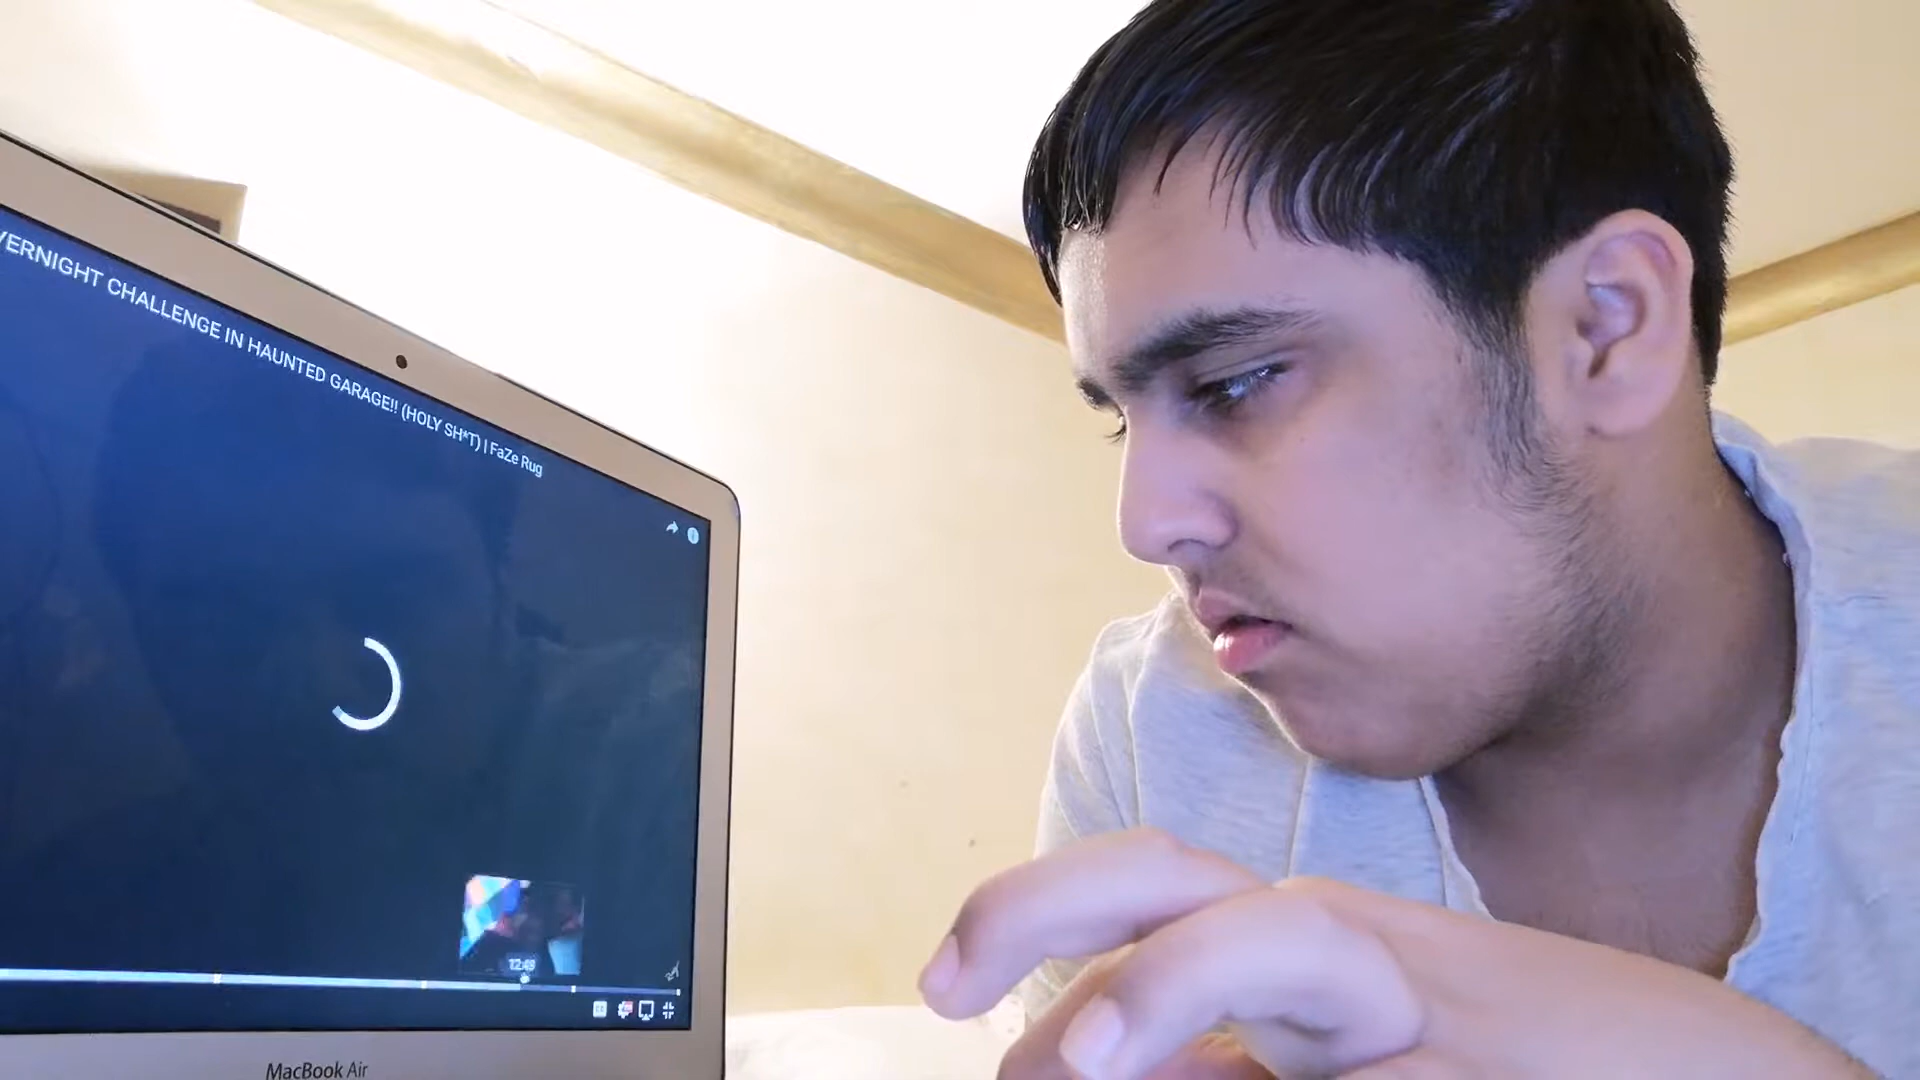 VERNIGHT CHALLENGE IN HAUNTED GARAGE!! (HOLY SH*T) | FaZe Rug
12:49
MacBook Air